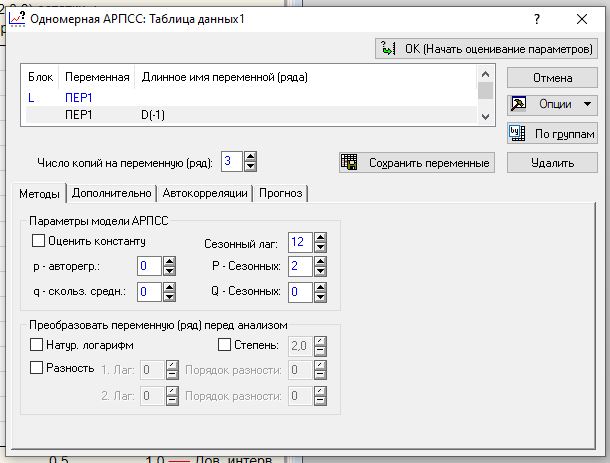 Одномерная АРПСС: Таблица данных1
OK (Начать оценивание параметров)
Блок Переменная Длинное имя переменной (ряда)
L ПЕР1
ПЕР1 D(-1)
Отмена
Опции
По группам
Число копий на переменную (ряд): 3
Сохранить переменные
Удалить
Методы Дополнительно Автокорреляции Прогноз
Параметры модели АРПСС
Оценить константу Сезонный лаг: 12
p - авторегр.: 0 P - Сезонных: 2
q - скольз. средн.: 0 Q - Сезонных: 0
Преобразовать переменную (ряд) перед анализом
Натур. логарифм Степень: 2,0
Разность 1. Лаг: 0 Порядок разности: 0
2. Лаг: 0 Порядок разности: 0
0,5 1,0 Дов. интерв.